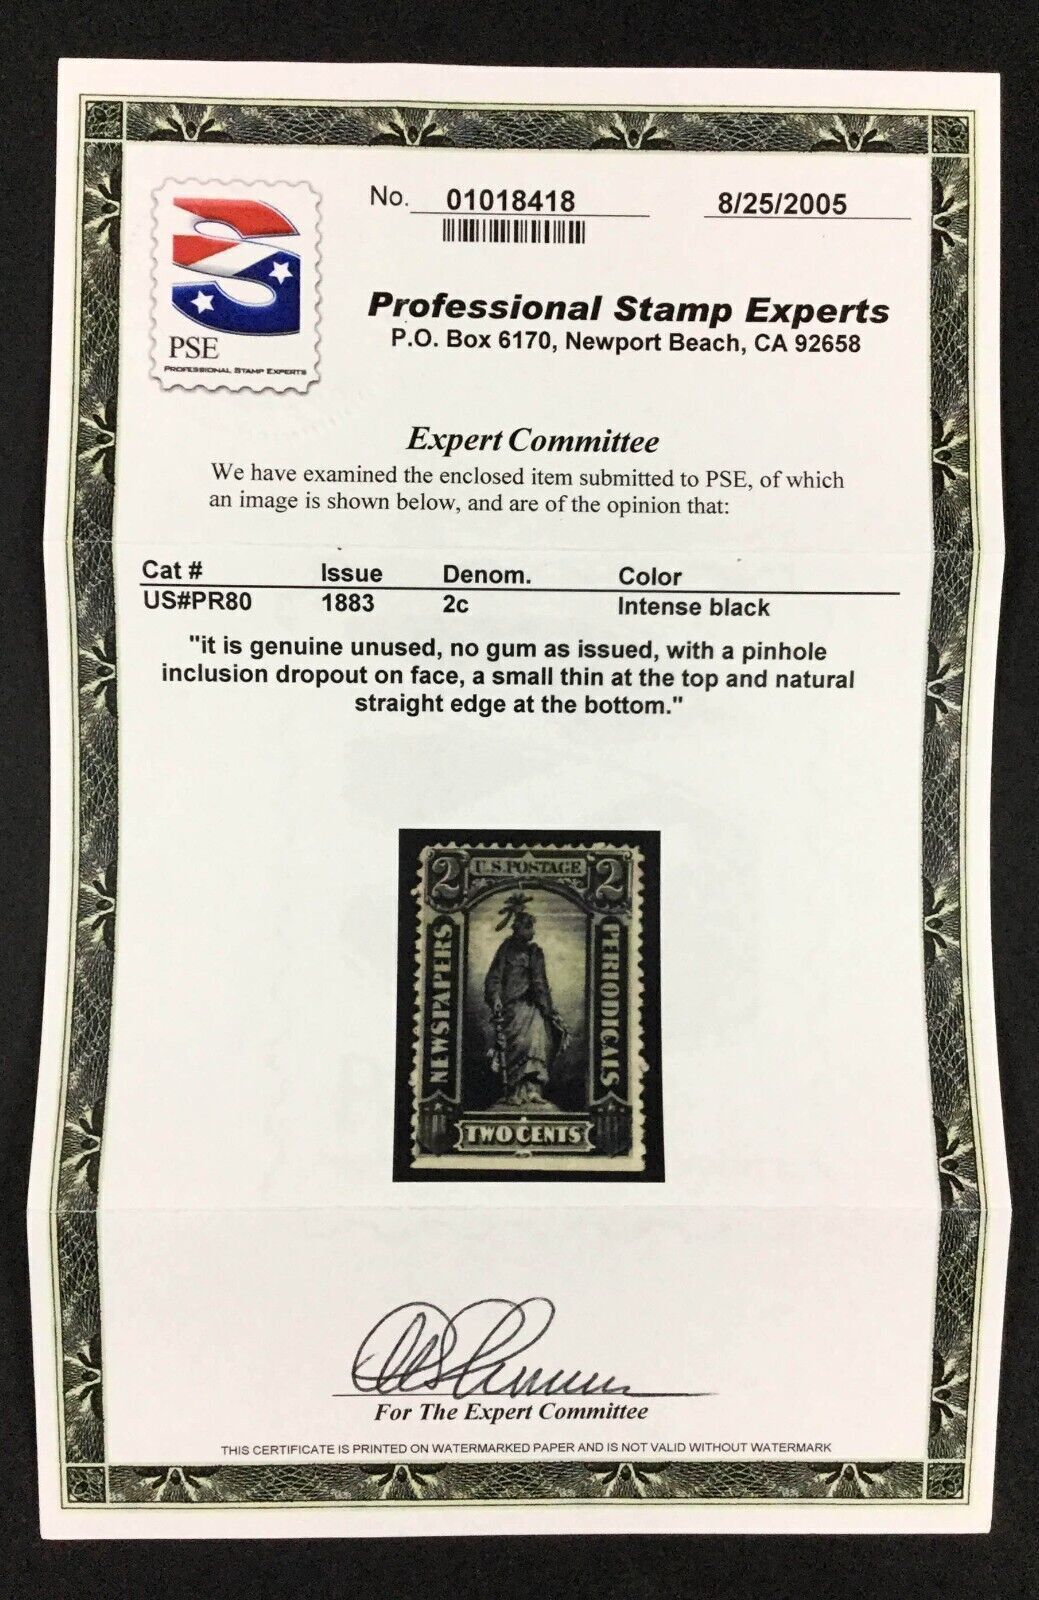 No. 01018418 8/25/2005
PSE
PROFESSIONAL STAMP EXPERTS
Professional Stamp Experts
P.O. Box 6170, Newport Beach, CA 92658
Expert Committee
We have examined the enclosed item submitted to PSE, of which
an image is shown below, and are of the opinion that:
Cat # Issue Denom. Color
US#PR80 1883 2c Intense black
"it is genuine unused, no gum as issued, with a pinhole
inclusion dropout on face, a small thin at the top and natural
straight edge at the bottom."
2 U.S. POSTAGE 2
NEWSPAPERS
PERIODICALS
TWO CENTS
For The Expert Committee
THIS CERTIFICATE IS PRINTED ON WATERMARKED PAPER AND IS NOT VALID WITHOUT WATERMARK